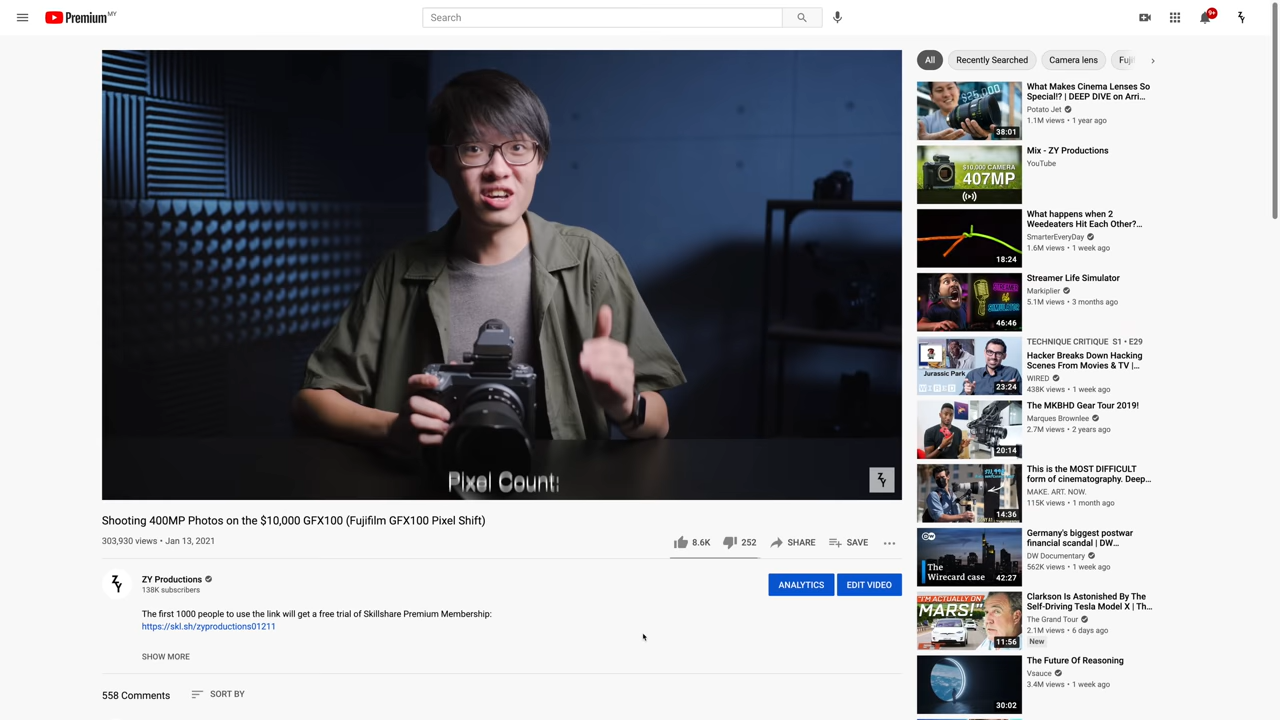 Premium MY
Search
9+
Pixel Count:
Shooting 400MP Photos on the $10,000 GFX100 (Fujifilm GFX100 Pixel Shift)
303,930 views • Jan 13, 2021
8.6K
252
SHARE
SAVE
ZY Productions
138K subscribers
ANALYTICS
EDIT VIDEO
The first 1000 people to use the link will get a free trial of Skillshare Premium Membership:
https://skl.sh/zyproductions01211
SHOW MORE
558 Comments
SORT BY
All
Recently Searched
Camera lens
$25,000
38:01
What Makes Cinema Lenses So
Special!? | DEEP DIVE on Arri...
Potato Jet
1.1M views • 1 year ago
$10,000 CAMERA
407MP
Mix - ZY Productions
YouTube
18:24
What happens when 2
Weedeaters Hit Each Other?...
SmarterEveryDay
1.6M views • 1 week ago
STREAMER
LIFE
SIMULATOR
46:46
Streamer Life Simulator
Markiplier
5.1M views • 3 months ago
Jurassic Park
WIRED
23:24
TECHNIQUE CRITIQUE S1 • E29
Hacker Breaks Down Hacking
Scenes From Movies & TV |...
WIRED
438K views • 1 week ago
20:14
The MKBHD Gear Tour 2019!
Marques Brownlee
2.7M views • 2 years ago
14:36
This is the MOST DIFFICULT
form of cinematography. Deep...
MAKE. ART. NOW.
115K views • 1 month ago
DW
The
Wirecard case
42:27
Germany's biggest postwar
financial scandal | DW...
DW Documentary
562K views • 1 week ago
"I'M ACTUALLY ON
MARS!"
11:56
Clarkson Is Astonished By The
Self-Driving Tesla Model X | Th...
The Grand Tour
2.1M views • 6 days ago
New
30:02
The Future Of Reasoning
Vsauce
3.4M views • 1 week ago